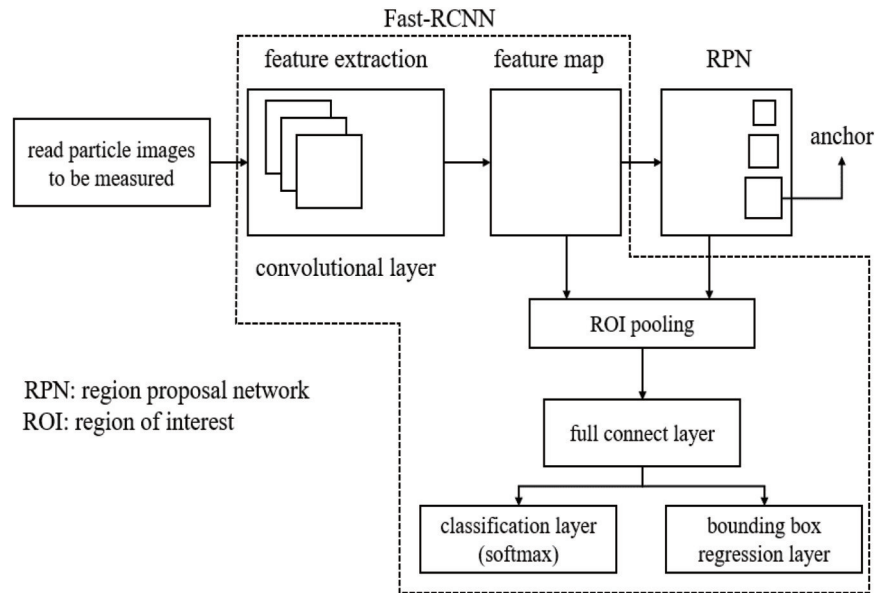 Fast-RCNN
feature extraction
feature map
RPN
read particle images
to be measured
anchor
convolutional layer
ROI pooling
RPN: region proposal network
ROI: region of interest
full connect layer
classification layer
(softmax)
bounding box
regression layer